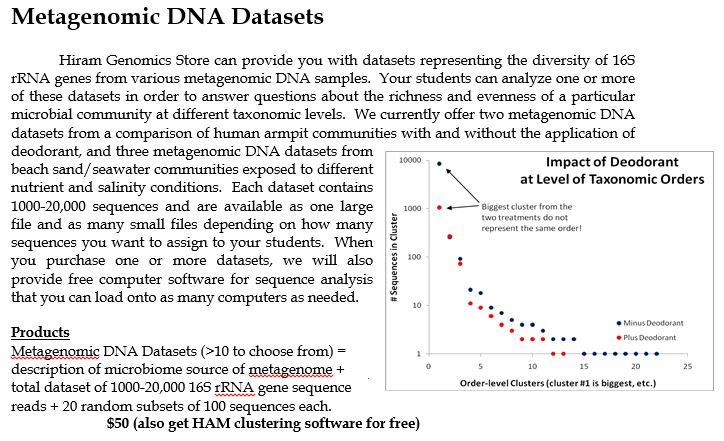 Metagenomic DNA Datasets
Hiram Genomics Store can provide you with datasets representing the diversity of 16S
rRNA genes from various metagenomic DNA samples. Your students can analyze one or more
of these datasets in order to answer questions about the richness and evenness of a particular
microbial community at different taxonomic levels. We currently offer two metagenomic DNA
datasets from a comparison of human armpit communities with and without the application of
deodorant, and three metagenomic DNA datasets from
beach sand/seawater communities exposed to different
nutrient and salinity conditions. Each dataset contains
1000-20,000 sequences and are available as one large
file and as many small files depending on how many
sequences you want to assign to your students. When
you purchase one or more datasets, we will also
provide free computer software for sequence analysis
that you can load onto as many computers as needed.
Products
Metagenomic DNA Datasets (>10 to choose from) =
description of microbiome source of metagenome +
total dataset of 1000-20,000 16S rRNA gene sequence
reads + 20 random subsets of 100 sequences each.
$50 (also get HAM clustering software for free)
Impact of Deodorant
at Level of Taxonomic Orders
Biggest cluster from the
two treatments do not
represent the same order!
# Sequences in Cluster
10000
1000
100
10
1
Minus Deodorant
Plus Deodorant
0 5 10 15 20 25
Order-level Clusters (cluster #1 is biggest, etc.)